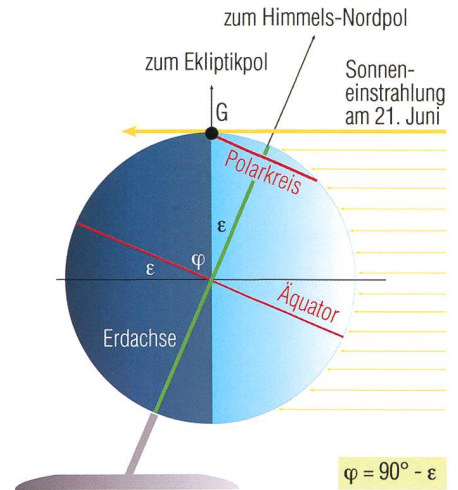 zum Himmels-Nordpol
zum Ekliptikpol
Sonnen-
einstrahlung
am 21. Juni
G
Polarkreis
ε
φ
ε
Äquator
Erdachse
φ = 90° - ε